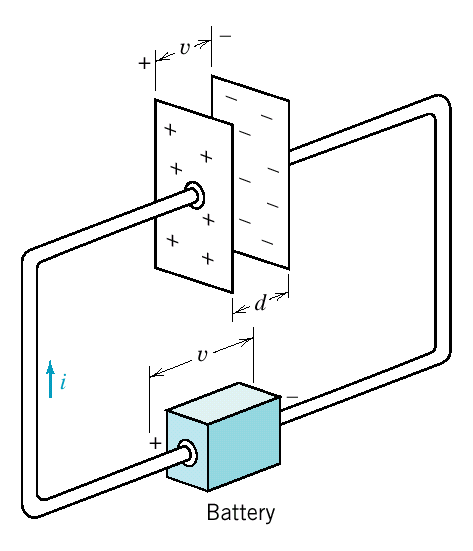 + v −
d
v
i
+ −
Battery